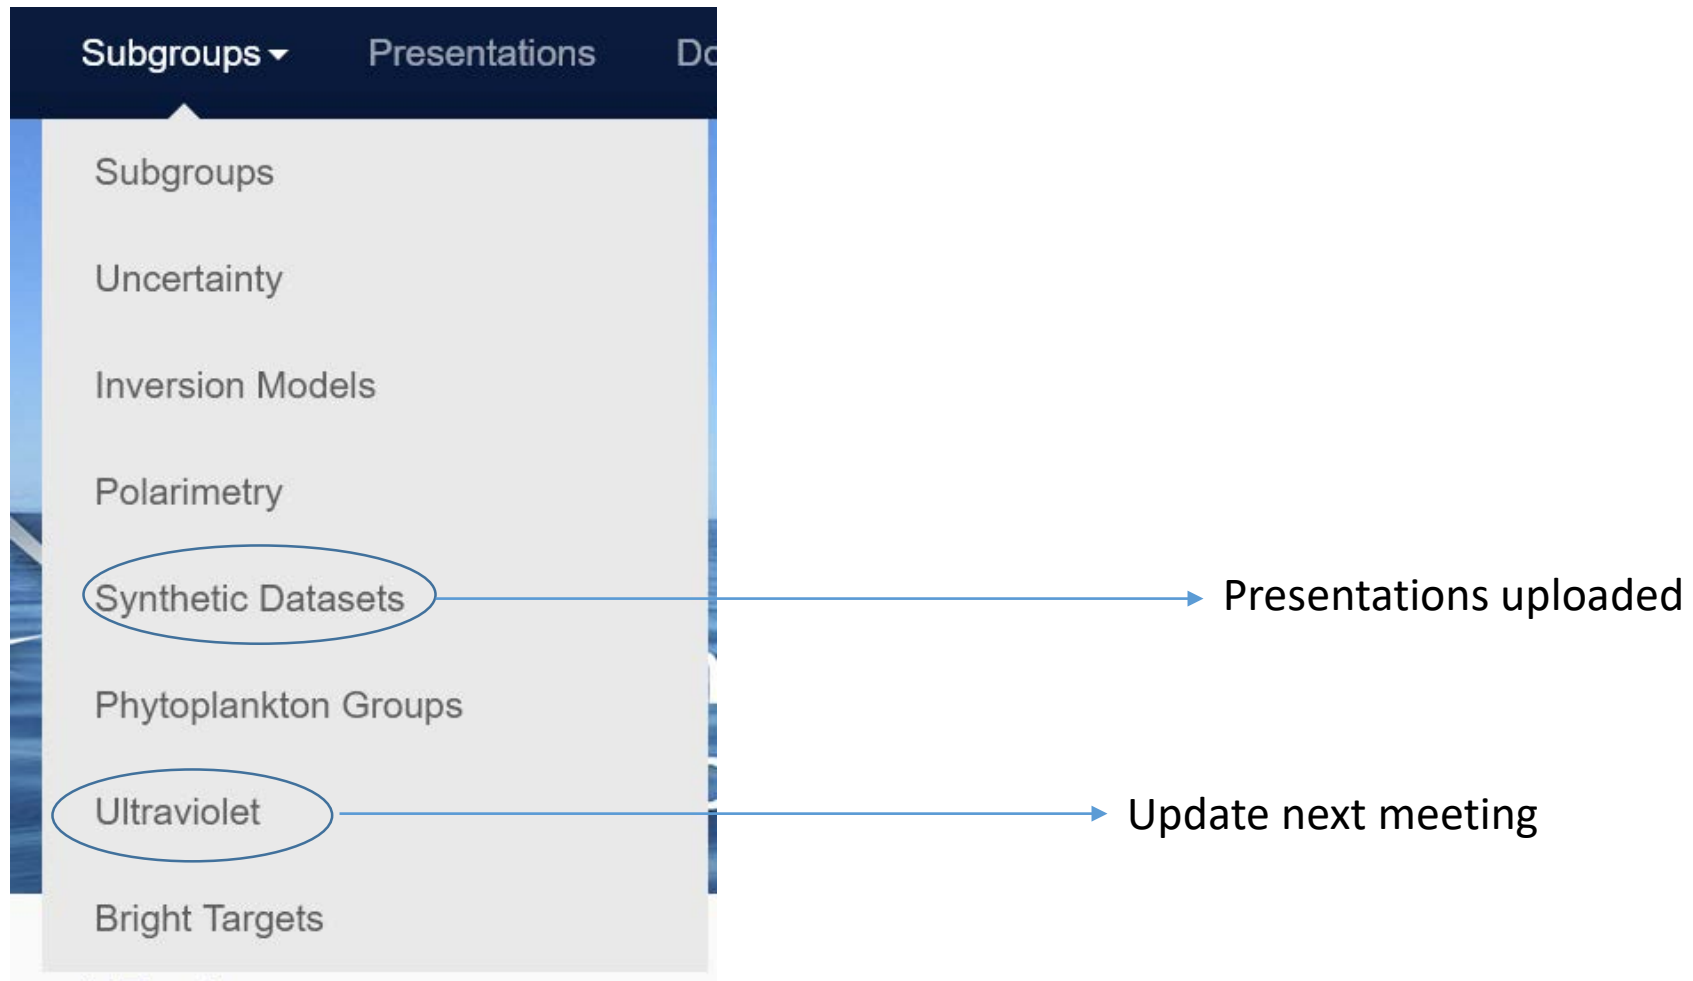 Subgroups Presentations
Subgroups
Uncertainty
Inversion Models
Polarimetry
Synthetic Datasets
Presentations uploaded
Phytoplankton Groups
Ultraviolet
Update next meeting
Bright Targets